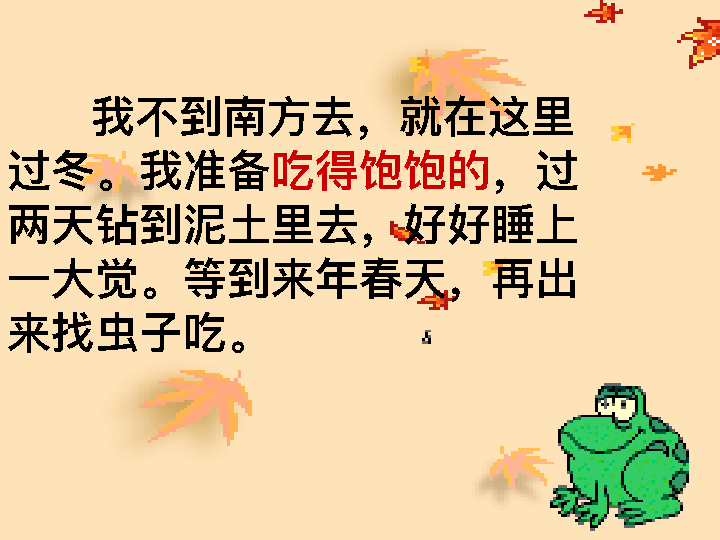 我不到南方去，就在这里
过冬。我准备吃得饱饱的，过
两天钻到泥土里去，好好睡上
一大觉。等到来年春天，再出
来找虫子吃。